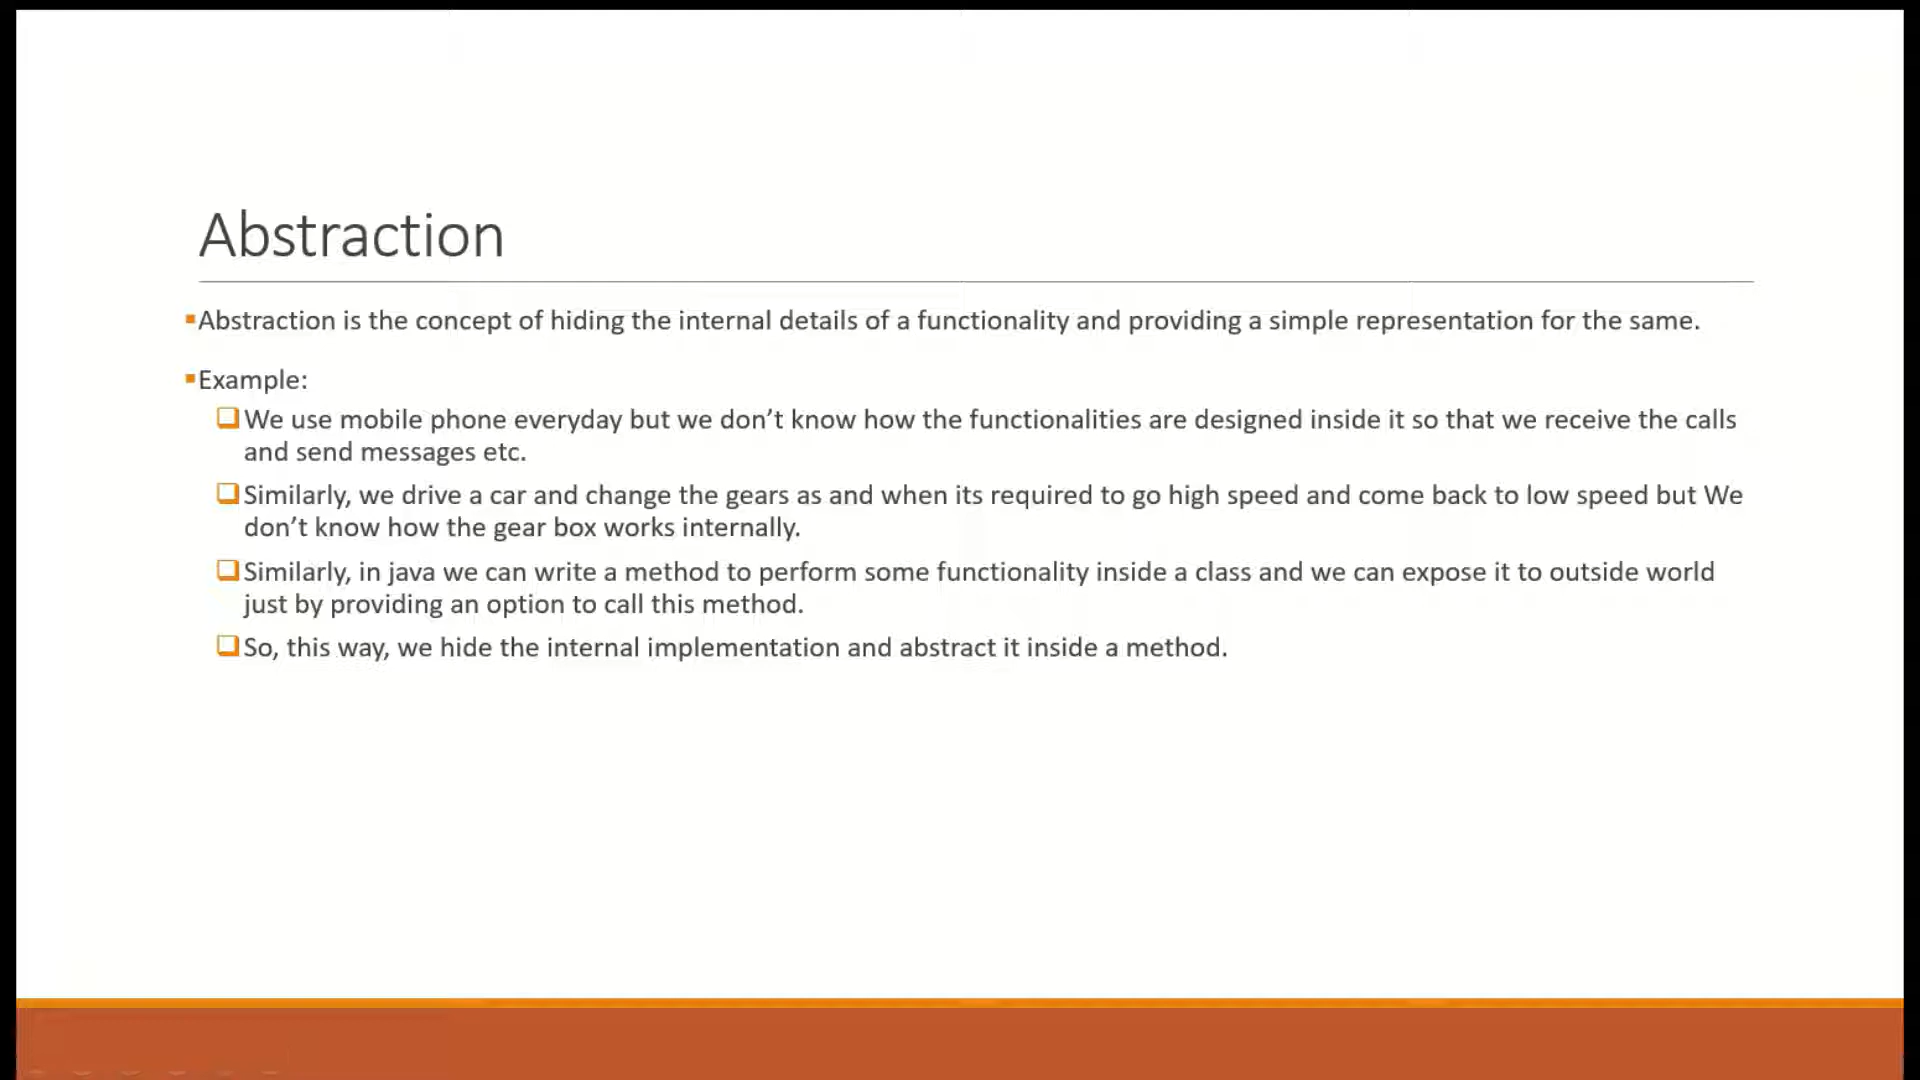 Abstraction
Abstraction is the concept of hiding the internal details of a functionality and providing a simple representation for the same.
Example:
We use mobile phone everyday but we don’t know how the functionalities are designed inside it so that we receive the calls
and send messages etc.
Similarly, we drive a car and change the gears as and when its required to go high speed and come back to low speed but We
don’t know how the gear box works internally.
Similarly, in java we can write a method to perform some functionality inside a class and we can expose it to outside world
just by providing an option to call this method.
So, this way, we hide the internal implementation and abstract it inside a method.